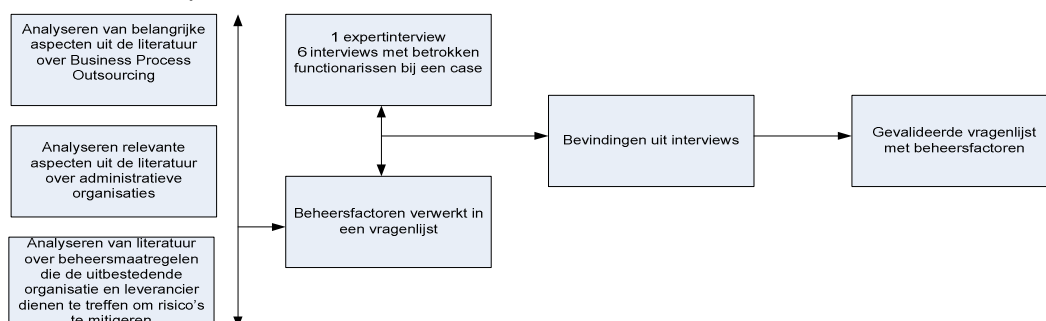 Analyseren van belangrijke
aspecten uit de literatuur
over Business Process
Outsourcing
Analyseren relevante
aspecten uit de literatuur
over administratieve
organisaties
Analyseren van literatuur
over beheersmaatregelen
die de uitbestedende
organisatie en leverancier
dienen te treffen om risico's
te mitigeren
1 expertinterview
6 interviews met betrokken
functionarissen bij een case
Beheersfactoren verwerkt in
een vragenlijst
Bevindingen uit interviews
Gevalideerde vragenlijst
met beheersfactoren